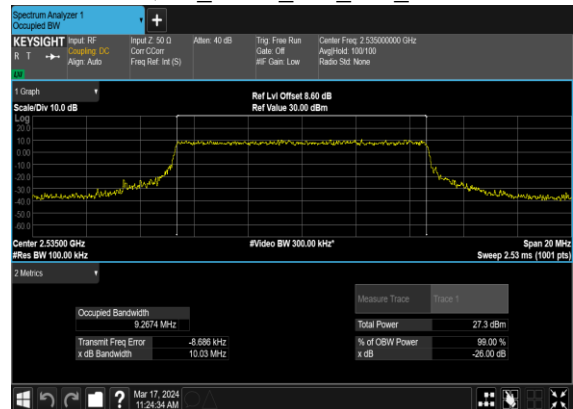 Spectrum Analyzer 1
Occupied BW
+
KEYSIGHT Input: RF Input Z: 50 Ω Atten: 40 dB Trig: Free Run Center Freq: 2.535000000 GHz
R T Coupling: DC Corr CCorr Gate: Off Avg|Hold: 100/100
Align: Auto Freq Ref: Int (S) #IF Gain: Low Radio Std: None
1 Graph
Ref Lvl Offset 8.60 dB
Scale/Div 10.0 dB Ref Value 30.00 dBm
Log
20.0
10.0
0.00
-10.0
-20.0
-30.0
-40.0
-50.0
-60.0
Center 2.53500 GHz #Video BW 300.00 kHz* Span 20 MHz
#Res BW 100.00 kHz Sweep 2.53 ms (1001 pts)
2 Metrics
Measure Trace Trace 1
Occupied Bandwidth
9.2674 MHz Total Power 27.3 dBm
Transmit Freq Error -8.686 kHz % of OBW Power 99.00 %
x dB Bandwidth 10.03 MHz x dB -26.00 dB
? Mar 17, 2024
11:24:34 AM